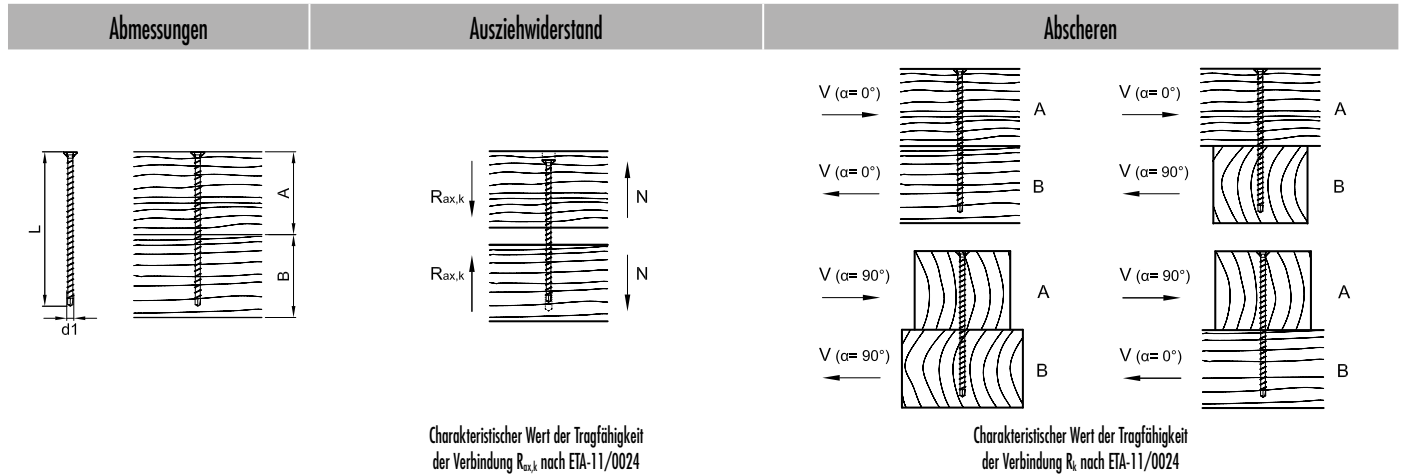 Abmessungen
Ausziehwiderstand
Abscheren
L
d1
A
B
Rax,k
N
Rax,k
N
V (α= 0°)
A
V (α= 0°)
B
V (α= 0°)
A
V (α= 90°)
B
V (α= 90°)
A
V (α= 90°)
B
V (α= 90°)
A
V (α= 0°)
B
Charakteristischer Wert der Tragfähigkeit
der Verbindung Rax,k nach ETA-11/0024
Charakteristischer Wert der Tragfähigkeit
der Verbindung Rk nach ETA-11/0024